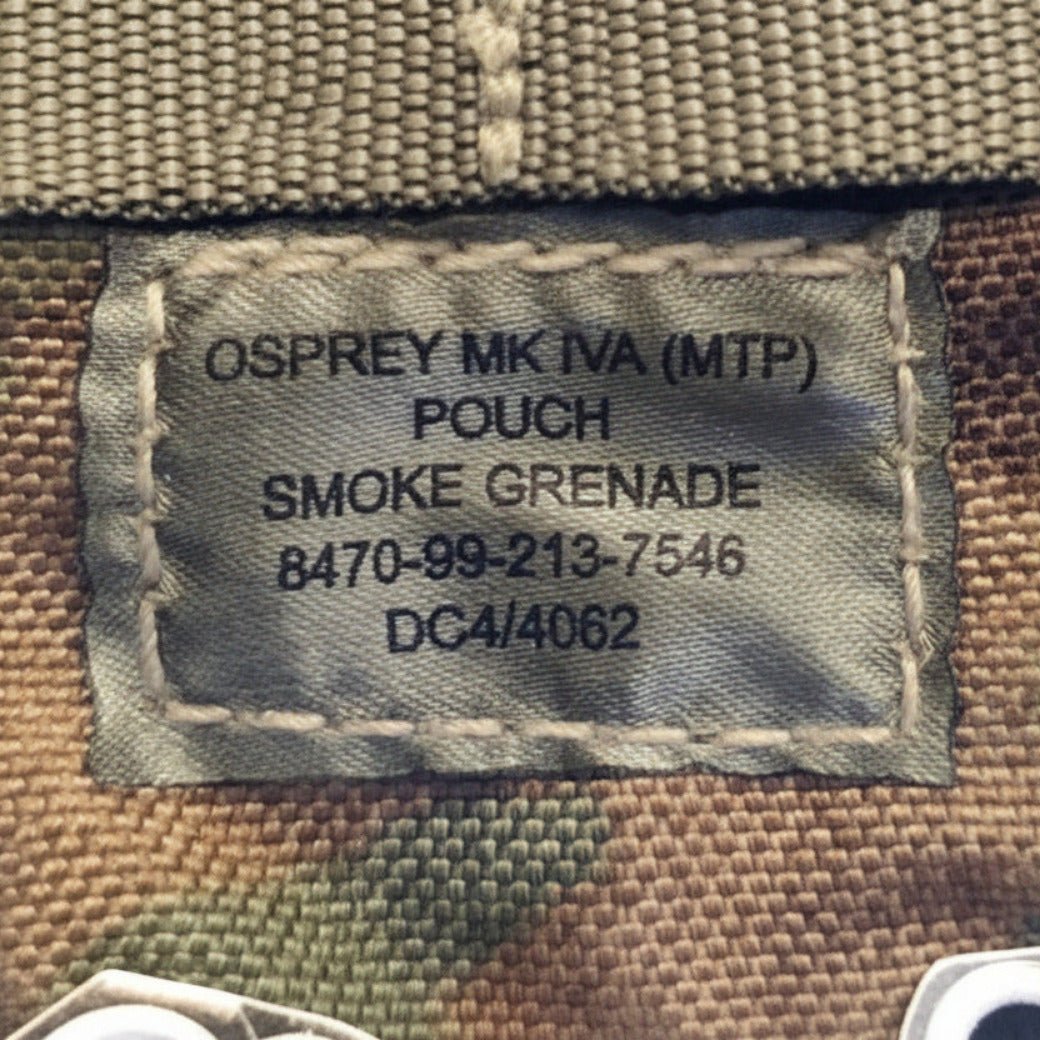 OSPREY MK IVA (MTP)
POUCH
SMOKE GRENADE
8470-99-213-7546
DC4/4062